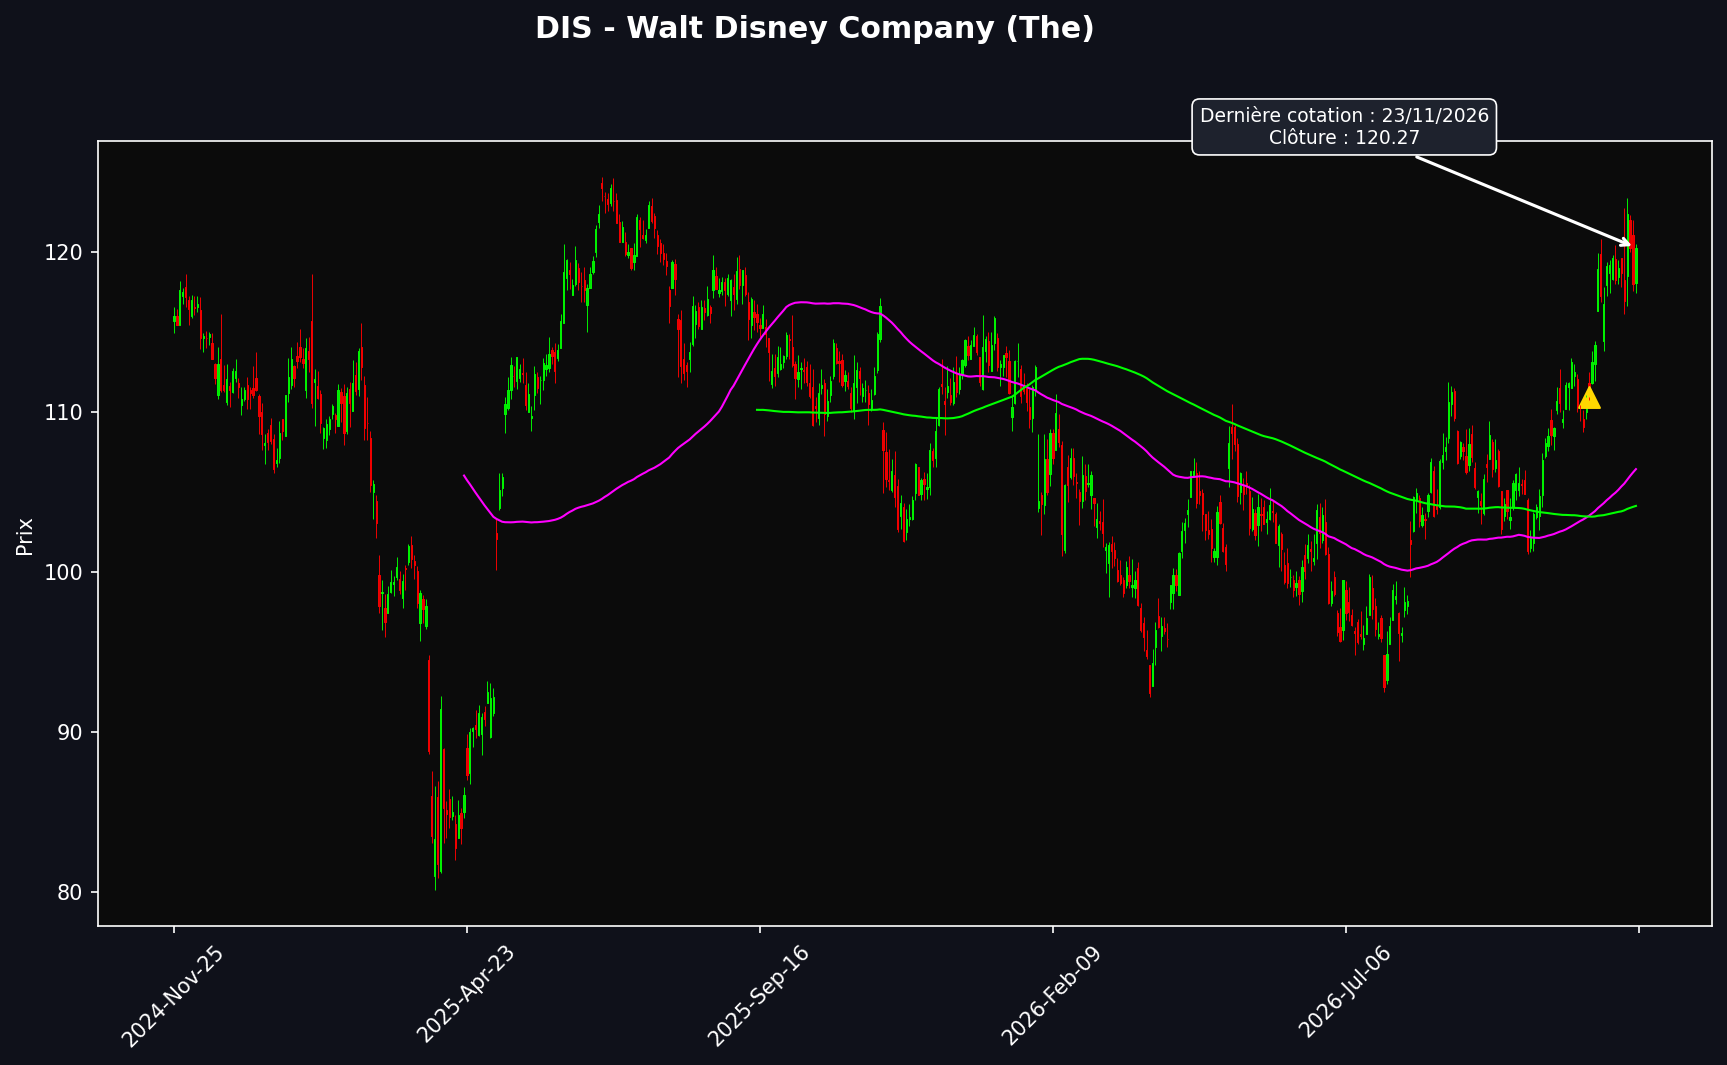 DIS - Walt Disney Company (The)
Dernière cotation : 23/11/2026
Clôture : 120.27
Prix
120
110
100
90
80
2024-Nov-25
2025-Apr-23
2025-Sep-16
2026-Feb-09
2026-Jul-06